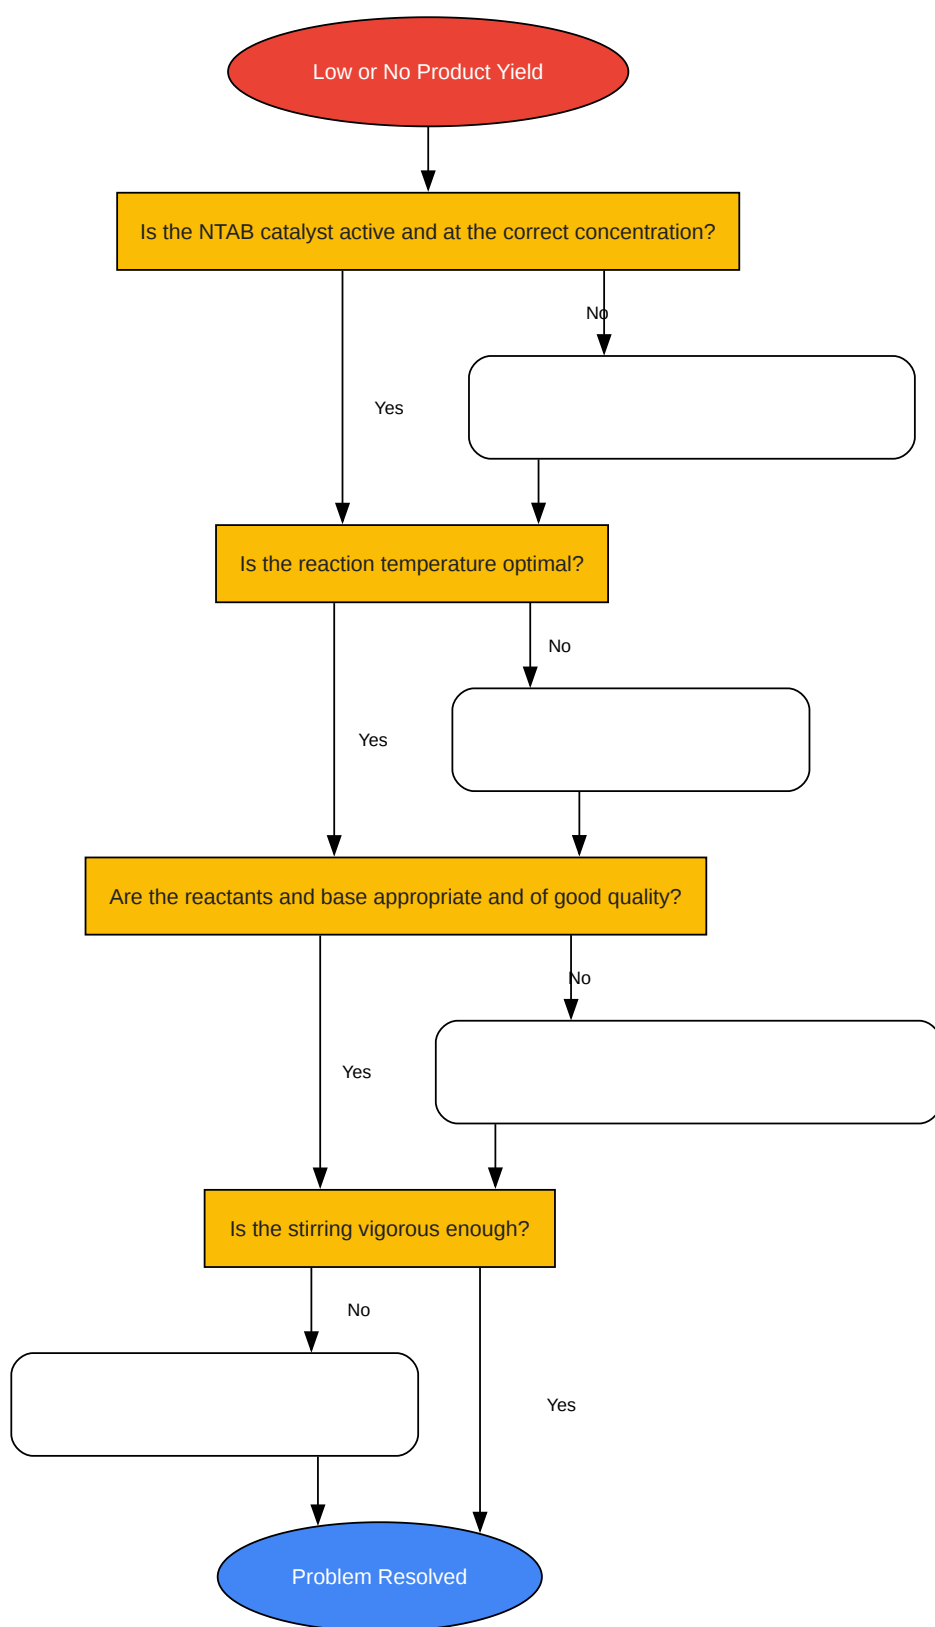 Low or No Product Yield
Is the NTAB catalyst active and at the correct concentration?
No
Yes
Is the reaction temperature optimal?
No
Yes
Are the reactants and base appropriate and of good quality?
No
Yes
Is the stirring vigorous enough?
No
Yes
Problem Resolved